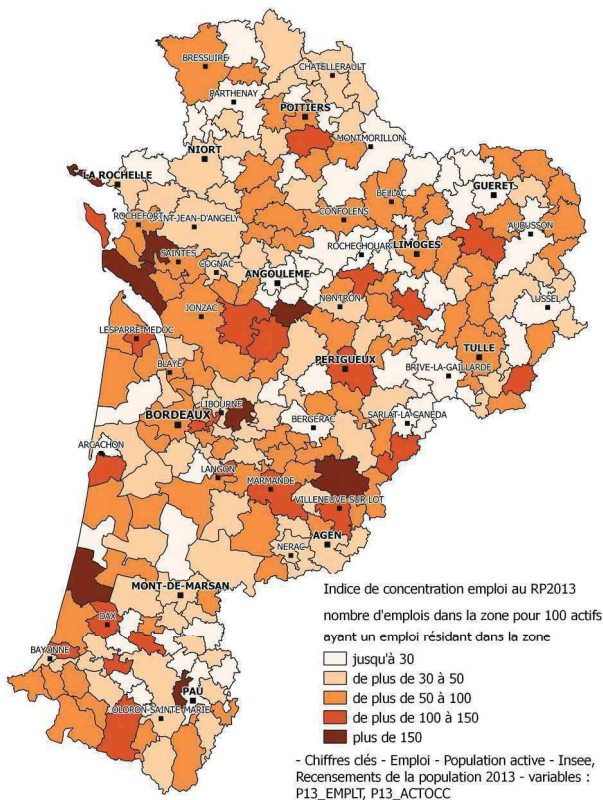 BRESSUIRE
CHATELLERAULT
PARTHENAY
POITIERS
MONTMORILLON
NIORT
LA ROCHELLE
GUERET
BELLAC
ROCHEFORT
INT-JEAN-D'ANGELY
CONFOLENS
AUBUSSON
SAINTES
ROCHECHOUAR
LIMOGES
COGNAC
ANGOULEME
USSEL
JONZAC
NONTRON
LESPARRE-MEDOC
TULLE
BLAYE
PERIGUEUX
BRIVE-LA-GAILLARDE
LIBOURNE
BORDEAUX
BERGERAC
SARLAT-LA-CANEDA
ARCACHON
LANGON
MARMANDE
VILLENEUVE-SUR-LOT
AGEN
NERAC
MONT-DE-MARSAN
DAX
BAYONNE
PAU
OLORON-SAINTE-MARIE
Indice de concentration emploi au RP2013
nombre d'emplois dans la zone pour 100 actifs
ayant un emploi résidant dans la zone
jusqu'à 30
de plus de 30 à 50
de plus de 50 à 100
de plus de 100 à 150
plus de 150
- Chiffres clés - Emploi - Population active - Insee,
Recensements de la population 2013 - variables :
P13_EMPLT, P13_ACTOCC